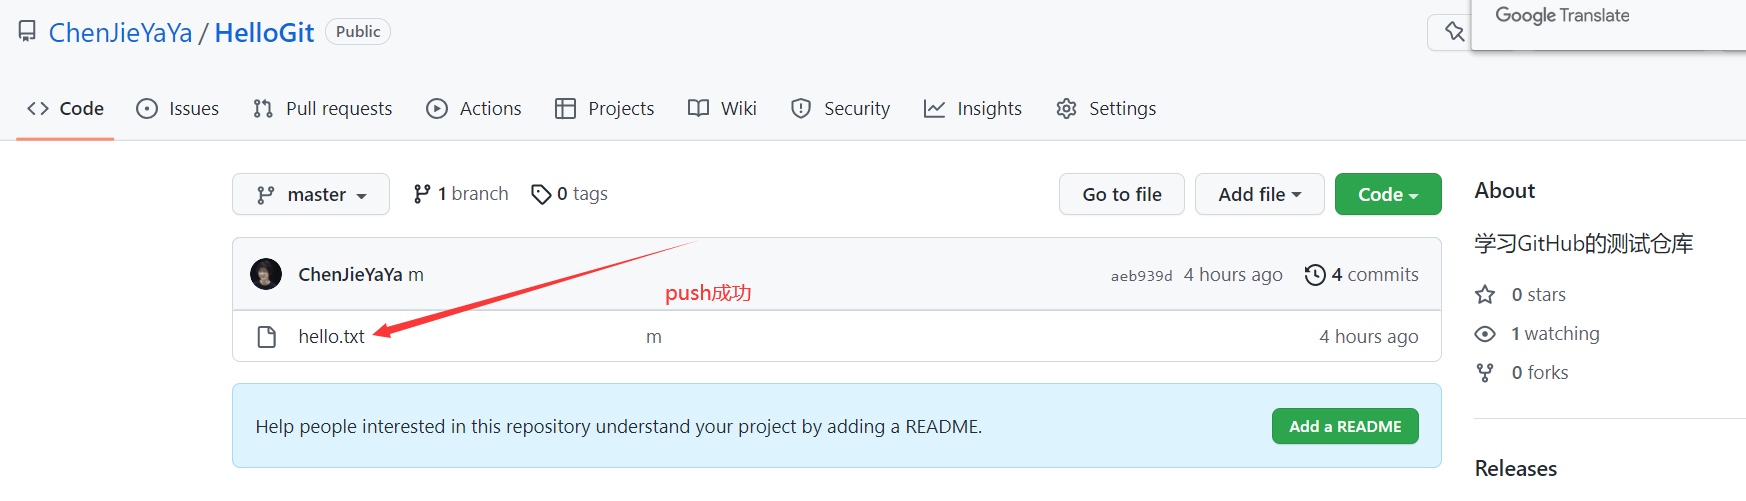 ChenJieYaYa / HelloGit Public
Google Translate
Code Issues Pull requests Actions Projects Wiki Security Insights Settings
master 1 branch 0 tags Go to file Add file Code
About
学习GitHub的测试仓库
ChenJieYaYa m aeb939d 4 hours ago 4 commits
push成功
0 stars
hello.txt m 4 hours ago
1 watching
0 forks
Help people interested in this repository understand your project by adding a README. Add a README
Releases